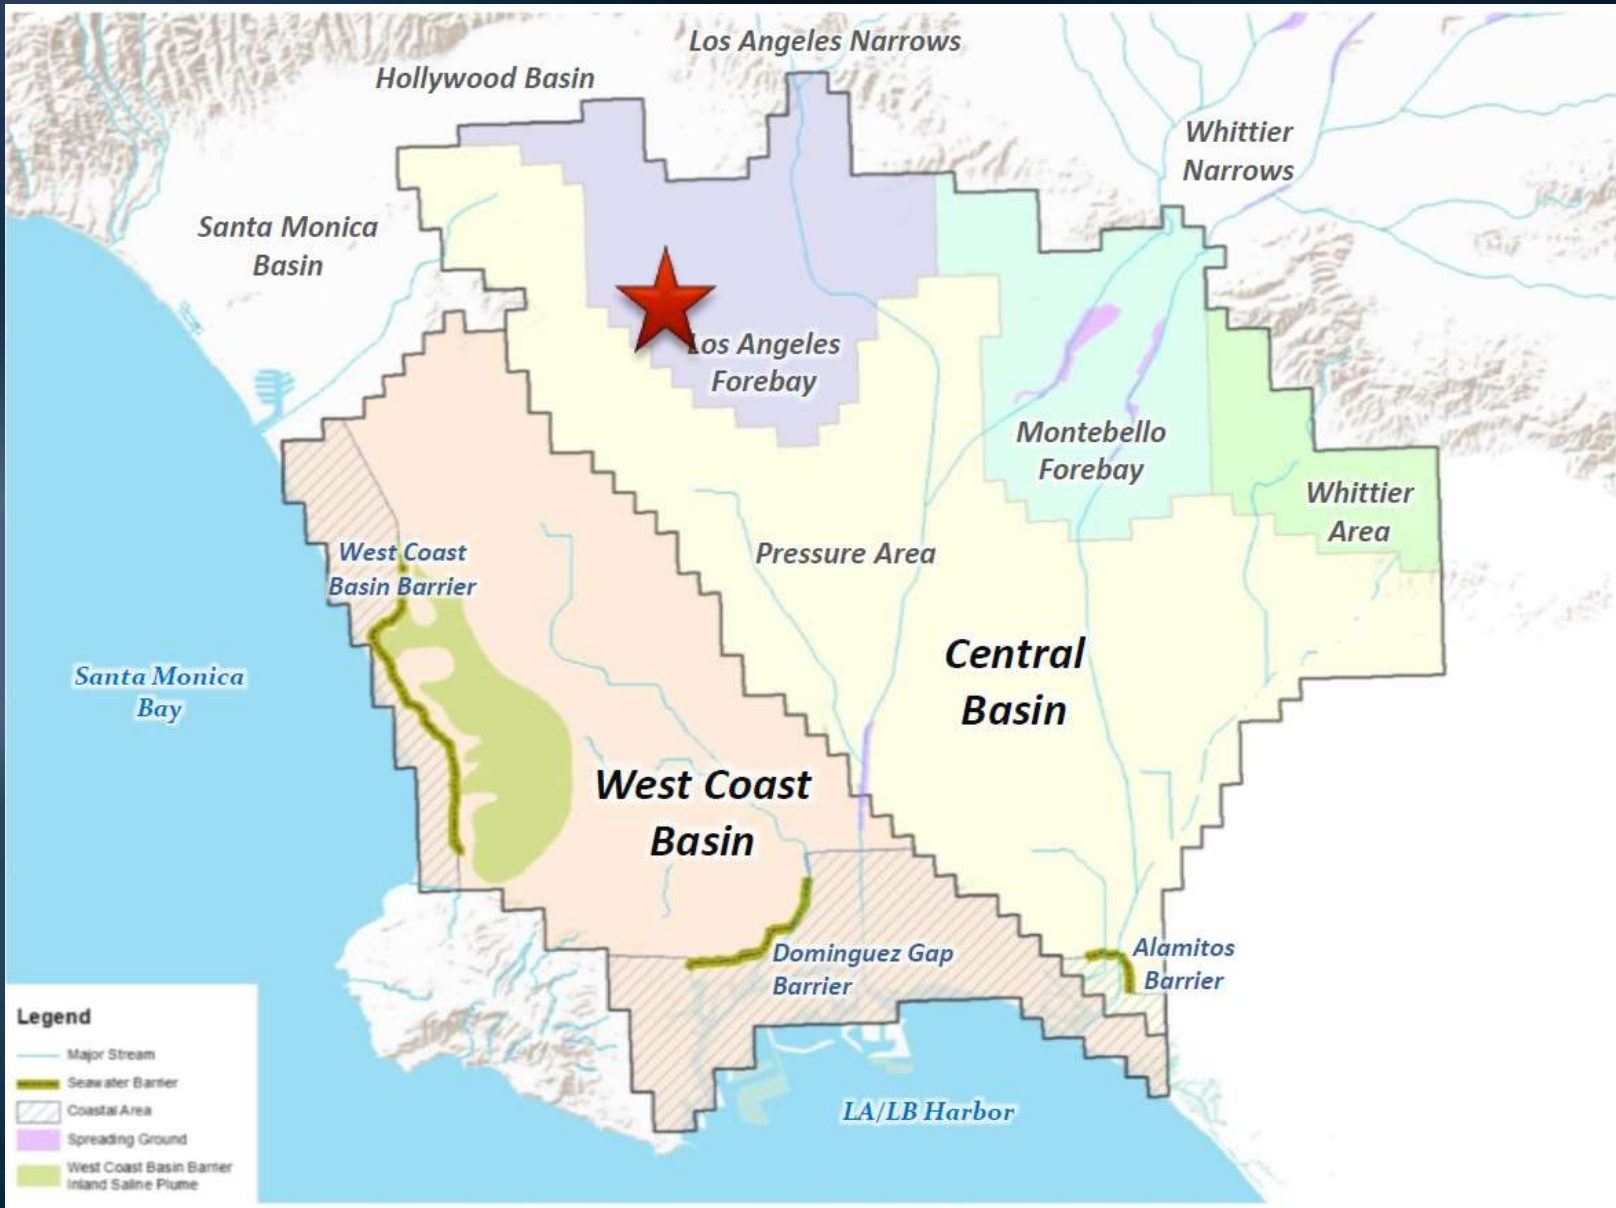 Los Angeles Narrows
Hollywood Basin
Whittier
Narrows
Santa Monica
Basin
Los Angeles
Forebay
Montebello
Forebay
Whittier
Area
West Coast
Basin Barrier
Pressure Area
Central
Basin
Santa Monica
Bay
West Coast
Basin
Dominguez Gap
Barrier
Alamitos
Barrier
LA/LB Harbor
Legend
Major Stream
Seawater Barrier
Coastal Area
Spreading Ground
West Coast Basin Barrier
Inland Saline Plume